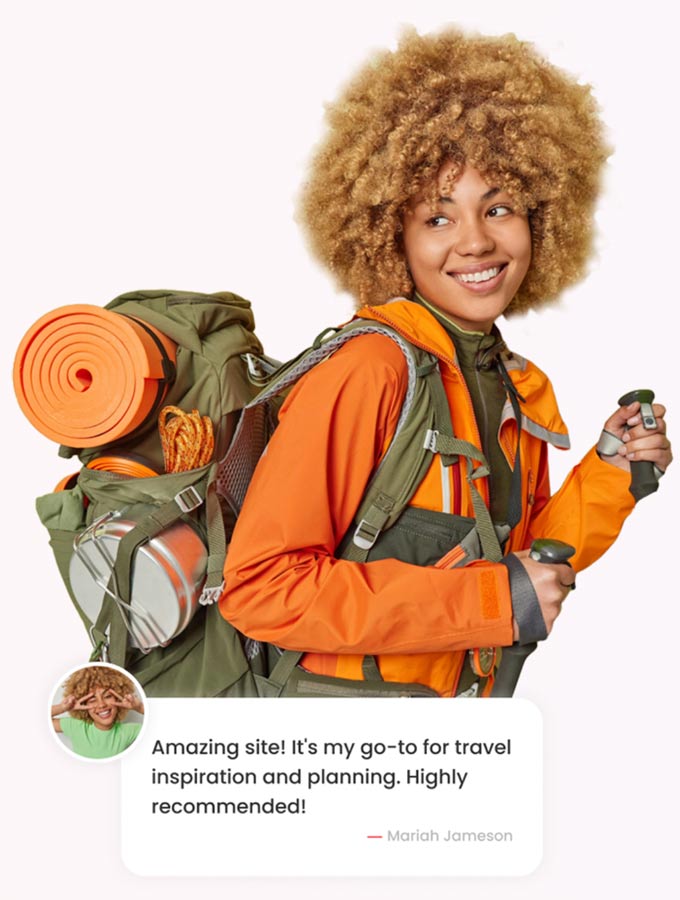 Amazing site! It's my go-to for travel
inspiration and planning. Highly
recommended!
— Mariah Jameson